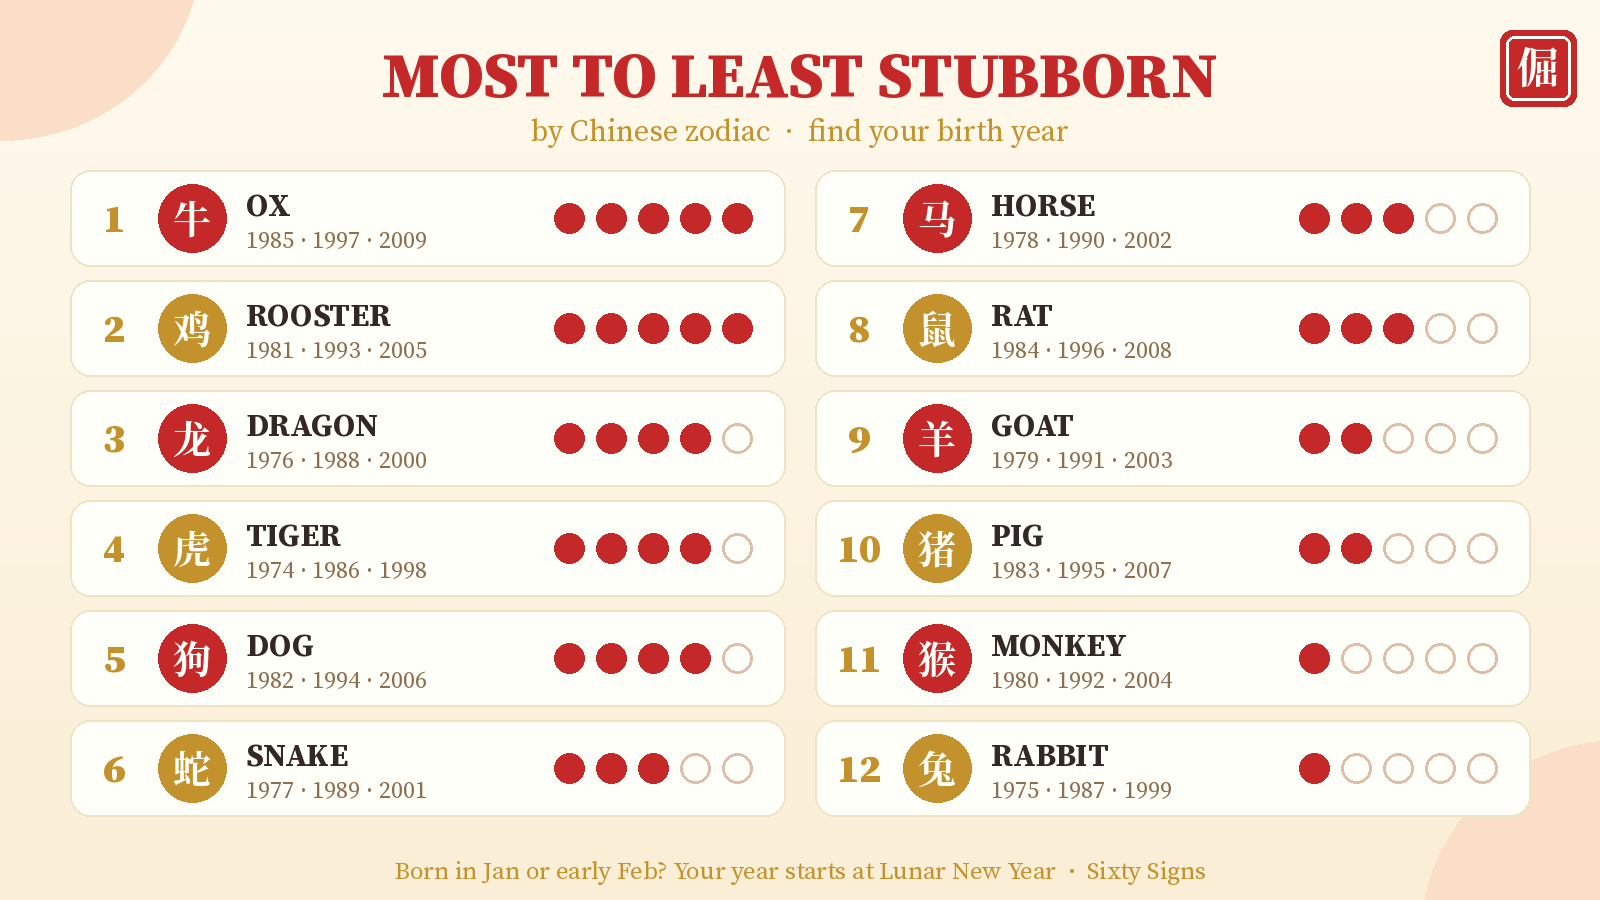 MOST TO LEAST STUBBORN
倔
by Chinese zodiac · find your birth year
1 牛 OX
1985 · 1997 · 2009
2 鸡 ROOSTER
1981 · 1993 · 2005
3 龙 DRAGON
1976 · 1988 · 2000
4 虎 TIGER
1974 · 1986 · 1998
5 狗 DOG
1982 · 1994 · 2006
6 蛇 SNAKE
1977 · 1989 · 2001
7 马 HORSE
1978 · 1990 · 2002
8 鼠 RAT
1984 · 1996 · 2008
9 羊 GOAT
1979 · 1991 · 2003
10 猪 PIG
1983 · 1995 · 2007
11 猴 MONKEY
1980 · 1992 · 2004
12 兔 RABBIT
1975 · 1987 · 1999
Born in Jan or early Feb? Your year starts at Lunar New Year · Sixty Signs